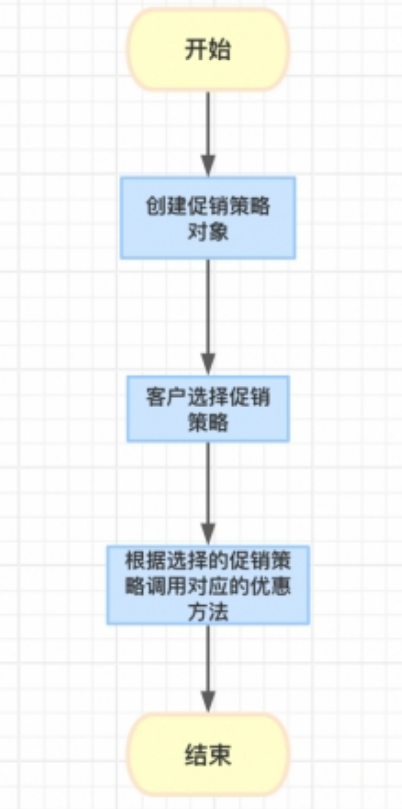 开始
创建促销策略
对象
客户选择促销
策略
根据选择的促销策
略调用对应的优惠
方法
结束